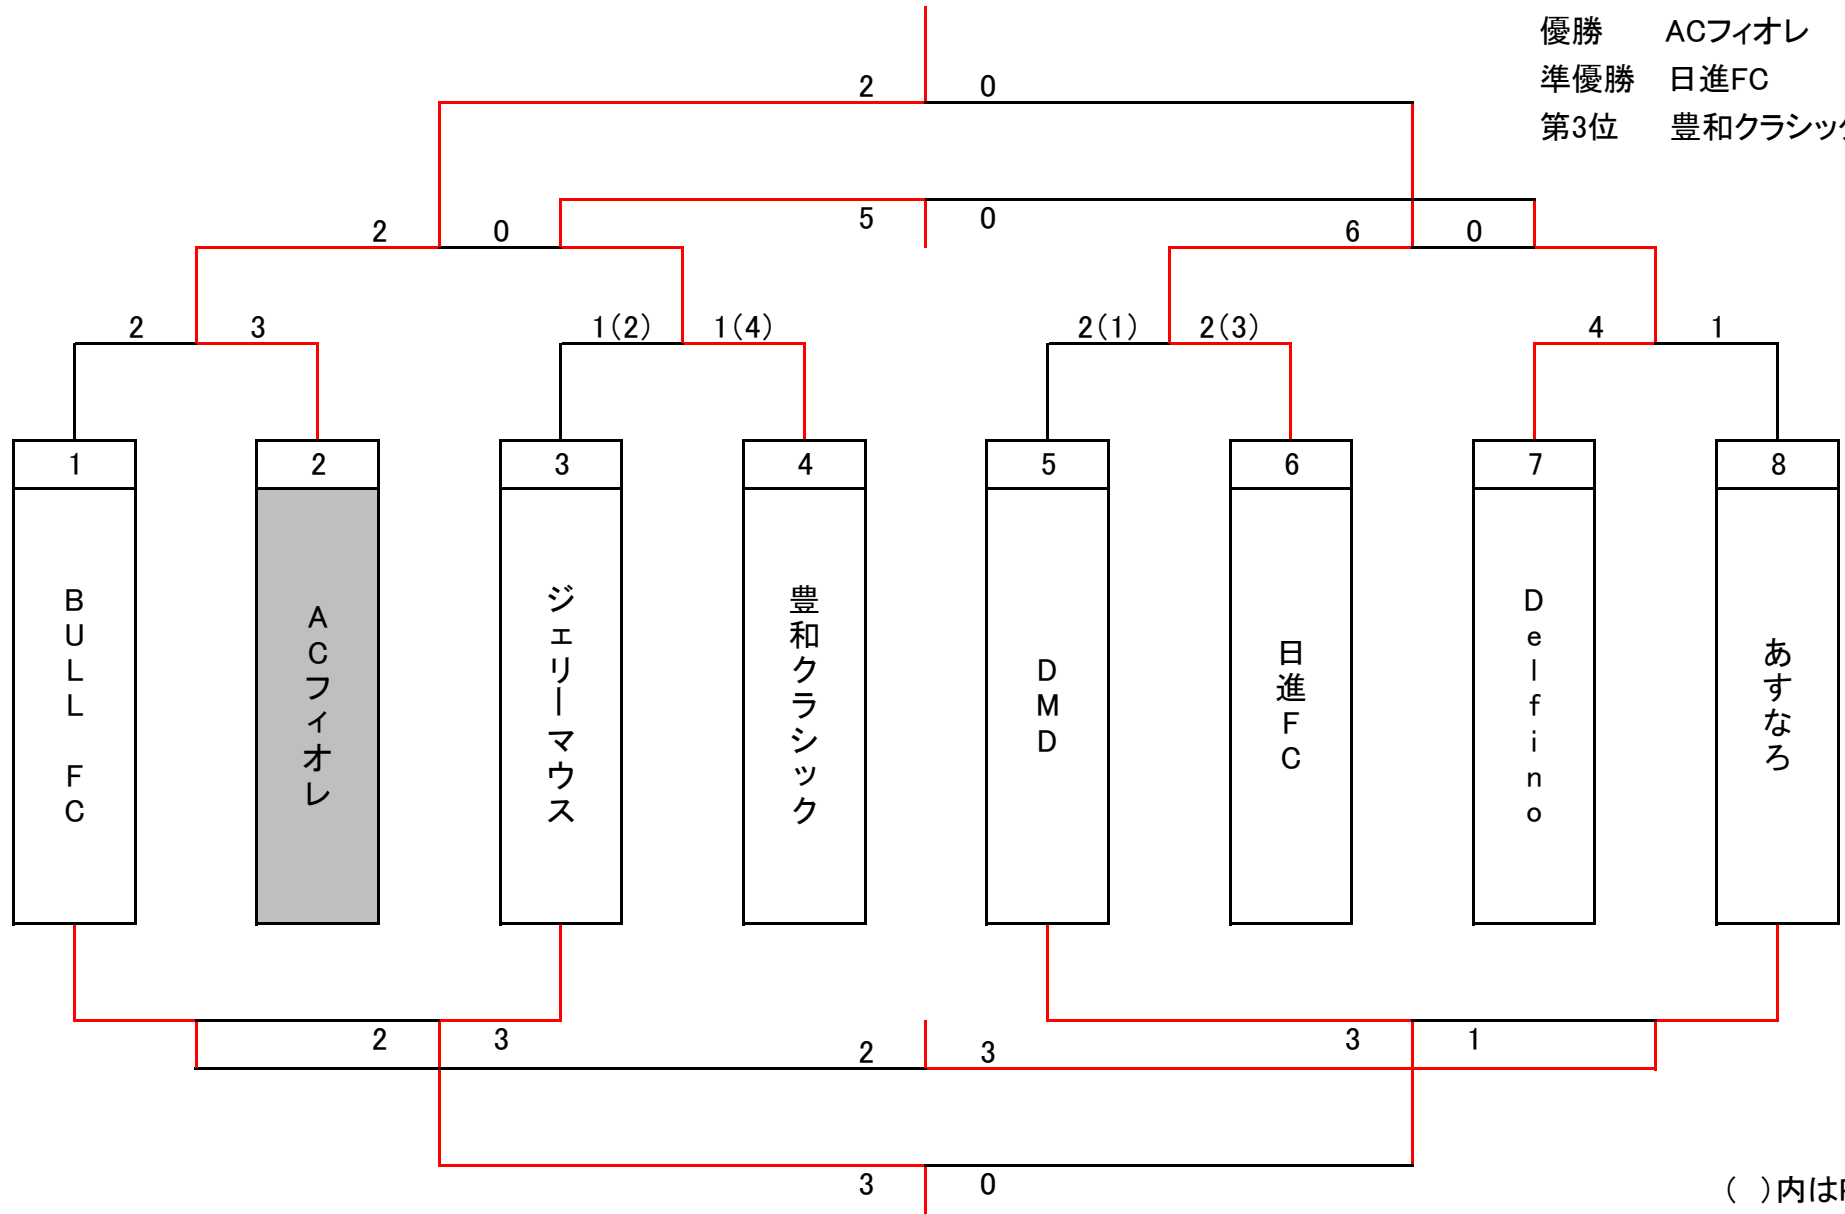 優勝 ACフィオレ
準優勝 日進FC
第3位 豊和クラシック
2 0
5 0
2 0
6 0
2 3
1(2) 1(4)
2(1) 2(3)
4 1
1 2 3 4 5 6 7 8
BULL FC
ACフィオレ
ジェリーマウス
豊和クラシック
DMD
日進FC
Delfino
あすなろ
2 3
2 3
3 1
3 0
( )内は